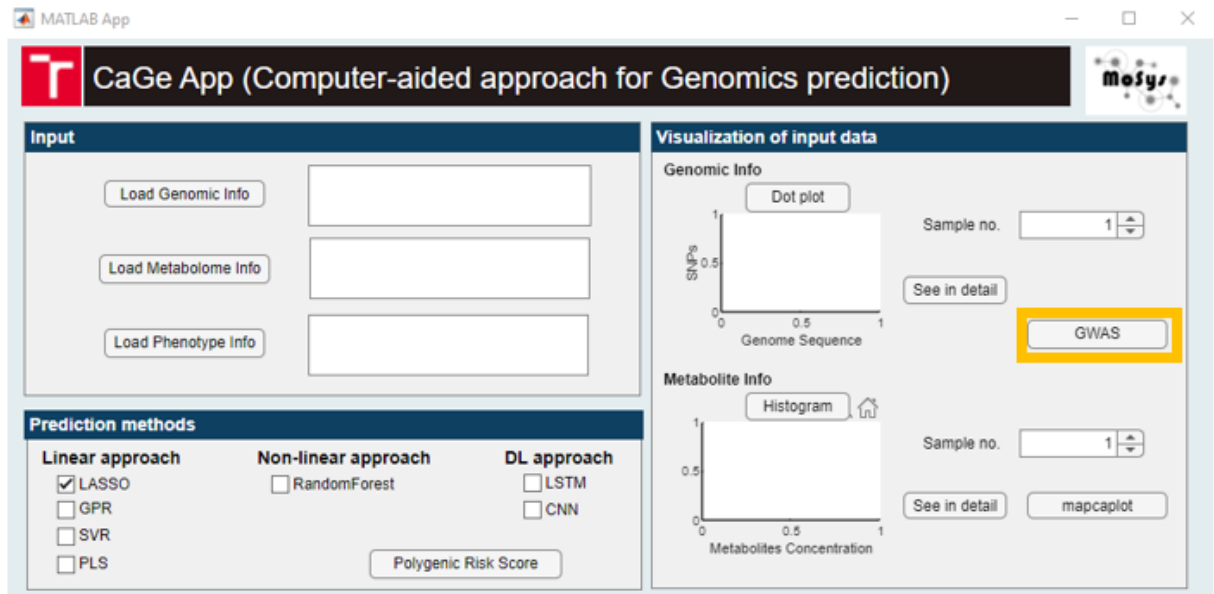 MATLAB App
CaGe App (Computer-aided approach for Genomics prediction)
MoSys
Input
Load Genomic Info
Load Metabolome Info
Load Phenotype Info
Prediction methods
Linear approach
LASSO
GPR
SVR
PLS
Non-linear approach
RandomForest
DL approach
LSTM
CNN
Polygenic Risk Score
Visualization of input data
Genomic Info
Dot plot
1
0.5
0
SNPs
0 0.5 1
Genome Sequence
Sample no. 1
See in detail
GWAS
Metabolite Info
Histogram
1
0.5
0
0 0.5 1
Metabolites Concentration
Sample no. 1
See in detail
mapcaplot